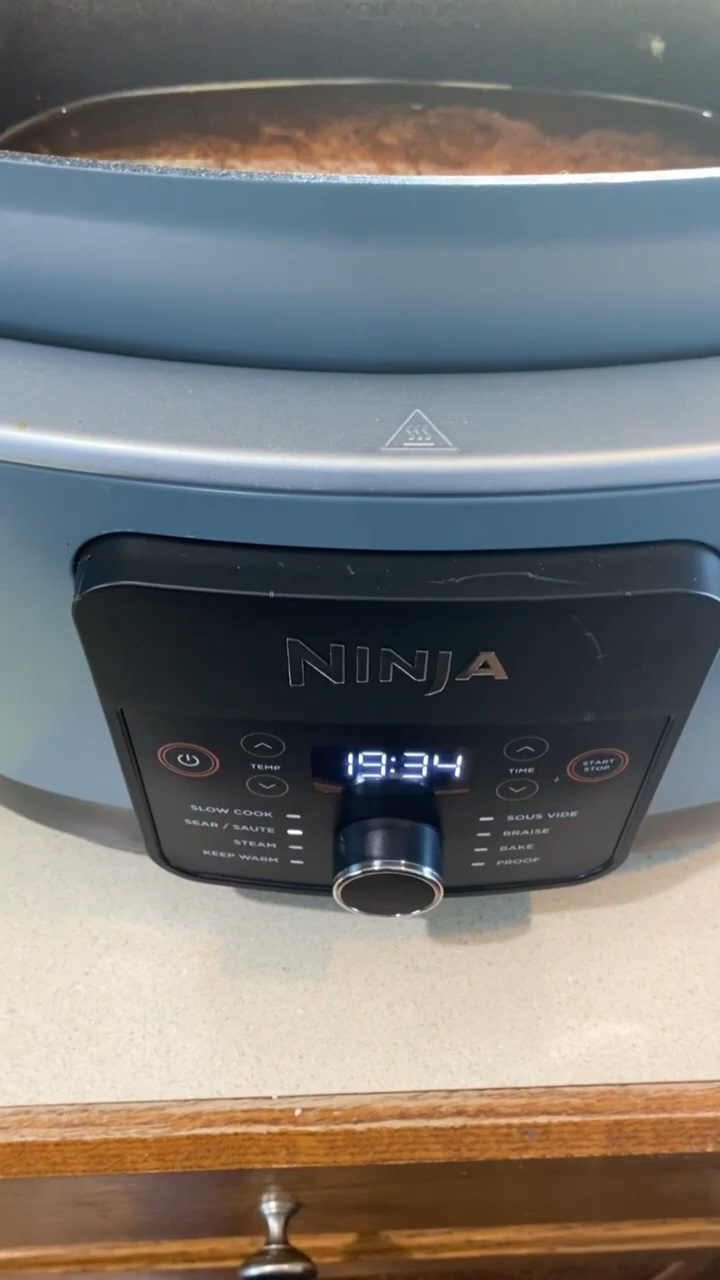 NINJA
19:34
TEMP
TIME
START
STOP
SLOW COOK
SEAR / SAUTE
STEAM
KEEP WARM
SOUS VIDE
BRAISE
BAKE
PROOF